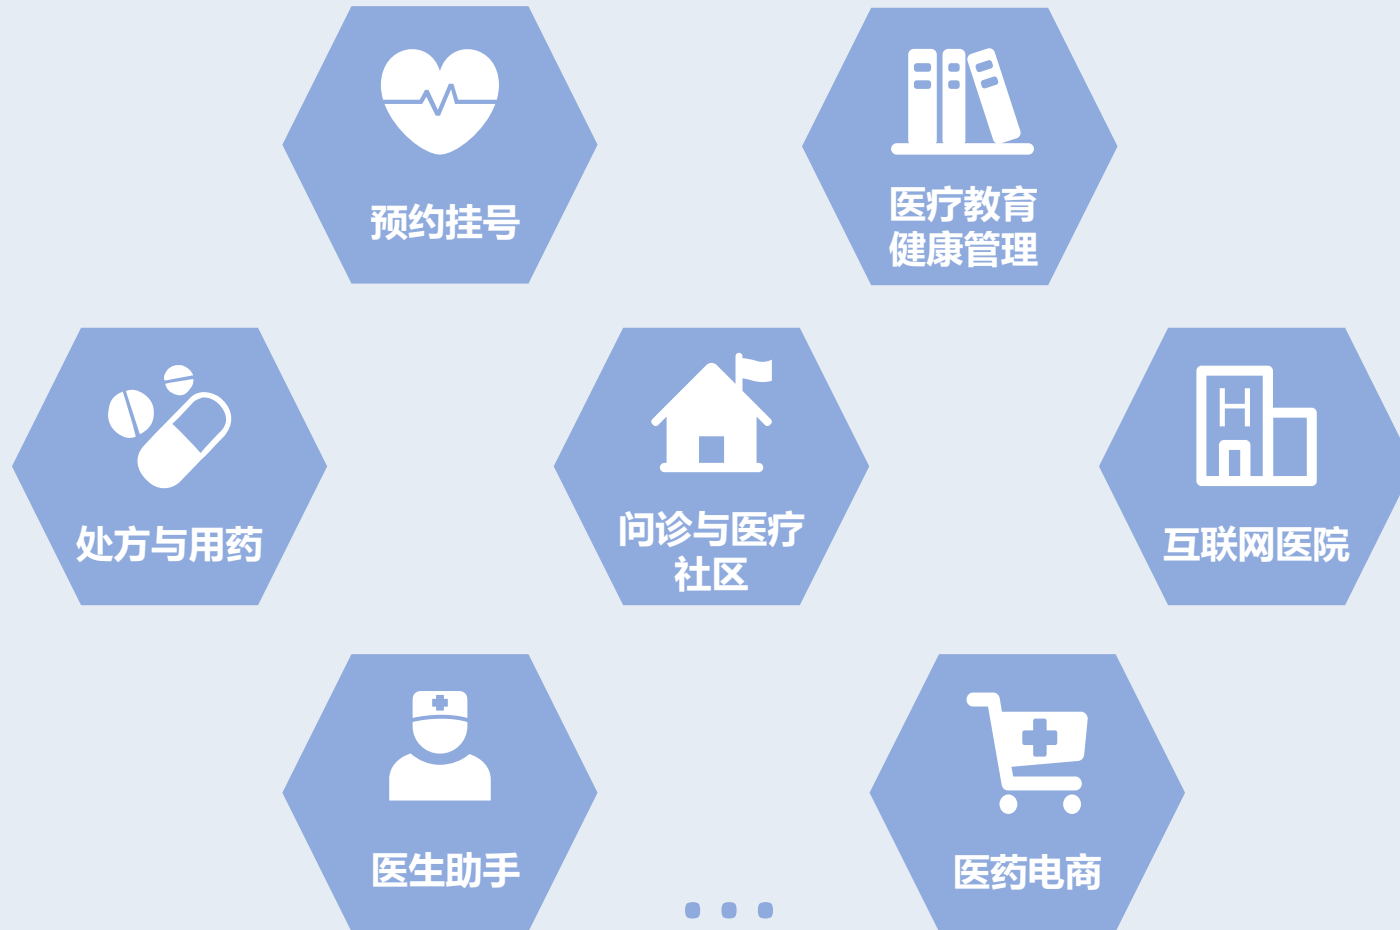 预约挂号
医疗教育
健康管理
处方与用药
问诊与医疗
社区
H
互联网医院
医生助手
医药电商